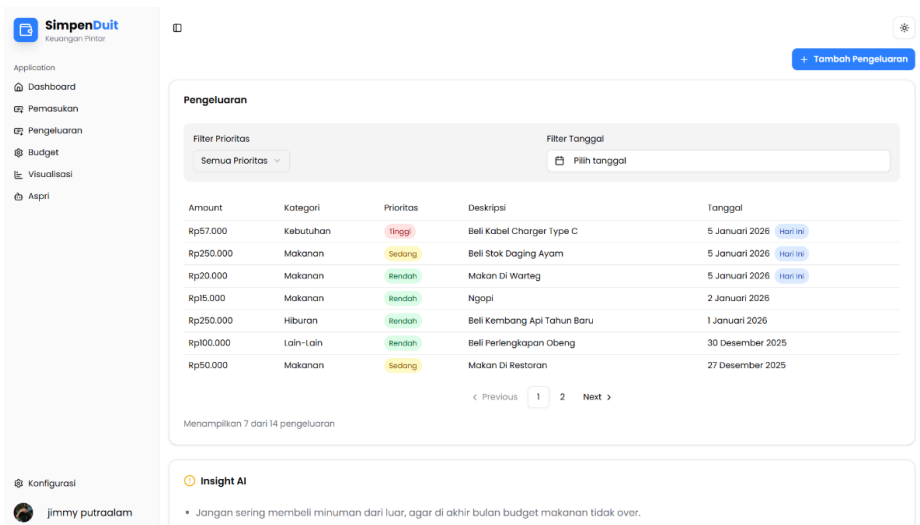 SimpenDuit
Keuangan Pintar
Application
Dashboard
Pemasukan
Pengeluaran
Budget
Visualisasi
Aspri
Konfigurasi
jimmy putraalam
+ Tambah Pengeluaran
Pengeluaran
Filter Prioritas
Semua Prioritas
Filter Tanggal
Pilih tanggal
Amount Kategori Prioritas Deskripsi Tanggal
Rp57.000 Kebutuhan Tinggi Beli Kabel Charger Type C 5 Januari 2026 Hari Ini
Rp250.000 Makanan Sedang Beli Stok Daging Ayam 5 Januari 2026 Hari Ini
Rp20.000 Makanan Rendah Makan Di Warteg 5 Januari 2026 Hari Ini
Rp15.000 Makanan Rendah Ngopi 2 Januari 2026
Rp250.000 Hiburan Rendah Beli Kembang Api Tahun Baru 1 Januari 2026
Rp100.000 Lain-Lain Rendah Beli Perlengkapan Obeng 30 Desember 2025
Rp50.000 Makanan Sedang Makan Di Restoran 27 Desember 2025
< Previous 1 2 Next >
Menampilkan 7 dari 14 pengeluaran
Insight AI
• Jangan sering membeli minuman dari luar, agar di akhir bulan budget makanan tidak over.